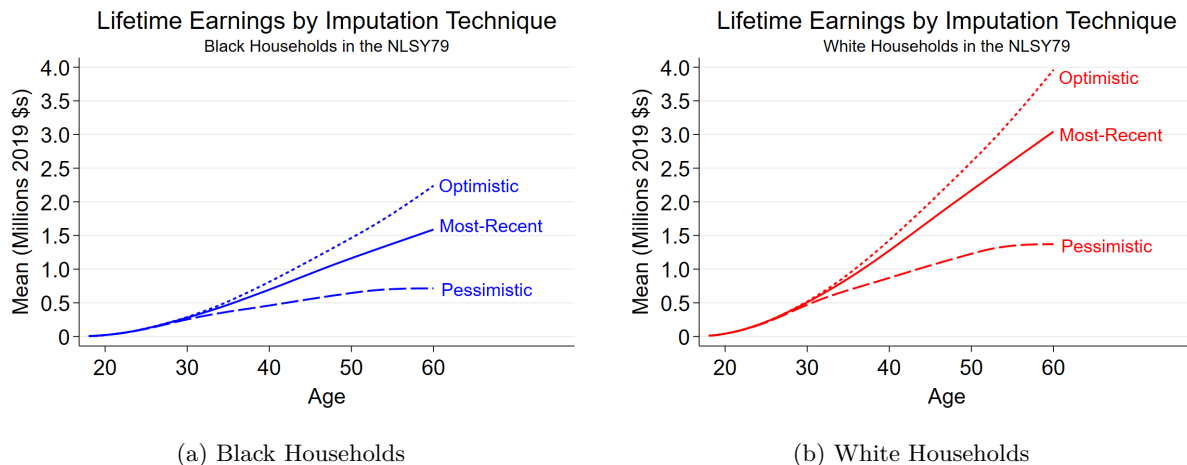 Lifetime Earnings by Imputation Technique
Black Households in the NLSY79
Mean (Millions 2019 $s)
4.0
3.5
3.0
2.5
2.0
1.5
1.0
0.5
0
Optimistic
Most-Recent
Pessimistic
20 30 40 50 60
Age
(a) Black Households
Lifetime Earnings by Imputation Technique
White Households in the NLSY79
Mean (Millions 2019 $s)
4.0
3.5
3.0
2.5
2.0
1.5
1.0
0.5
0
Optimistic
Most-Recent
Pessimistic
20 30 40 50 60
Age
(b) White Households